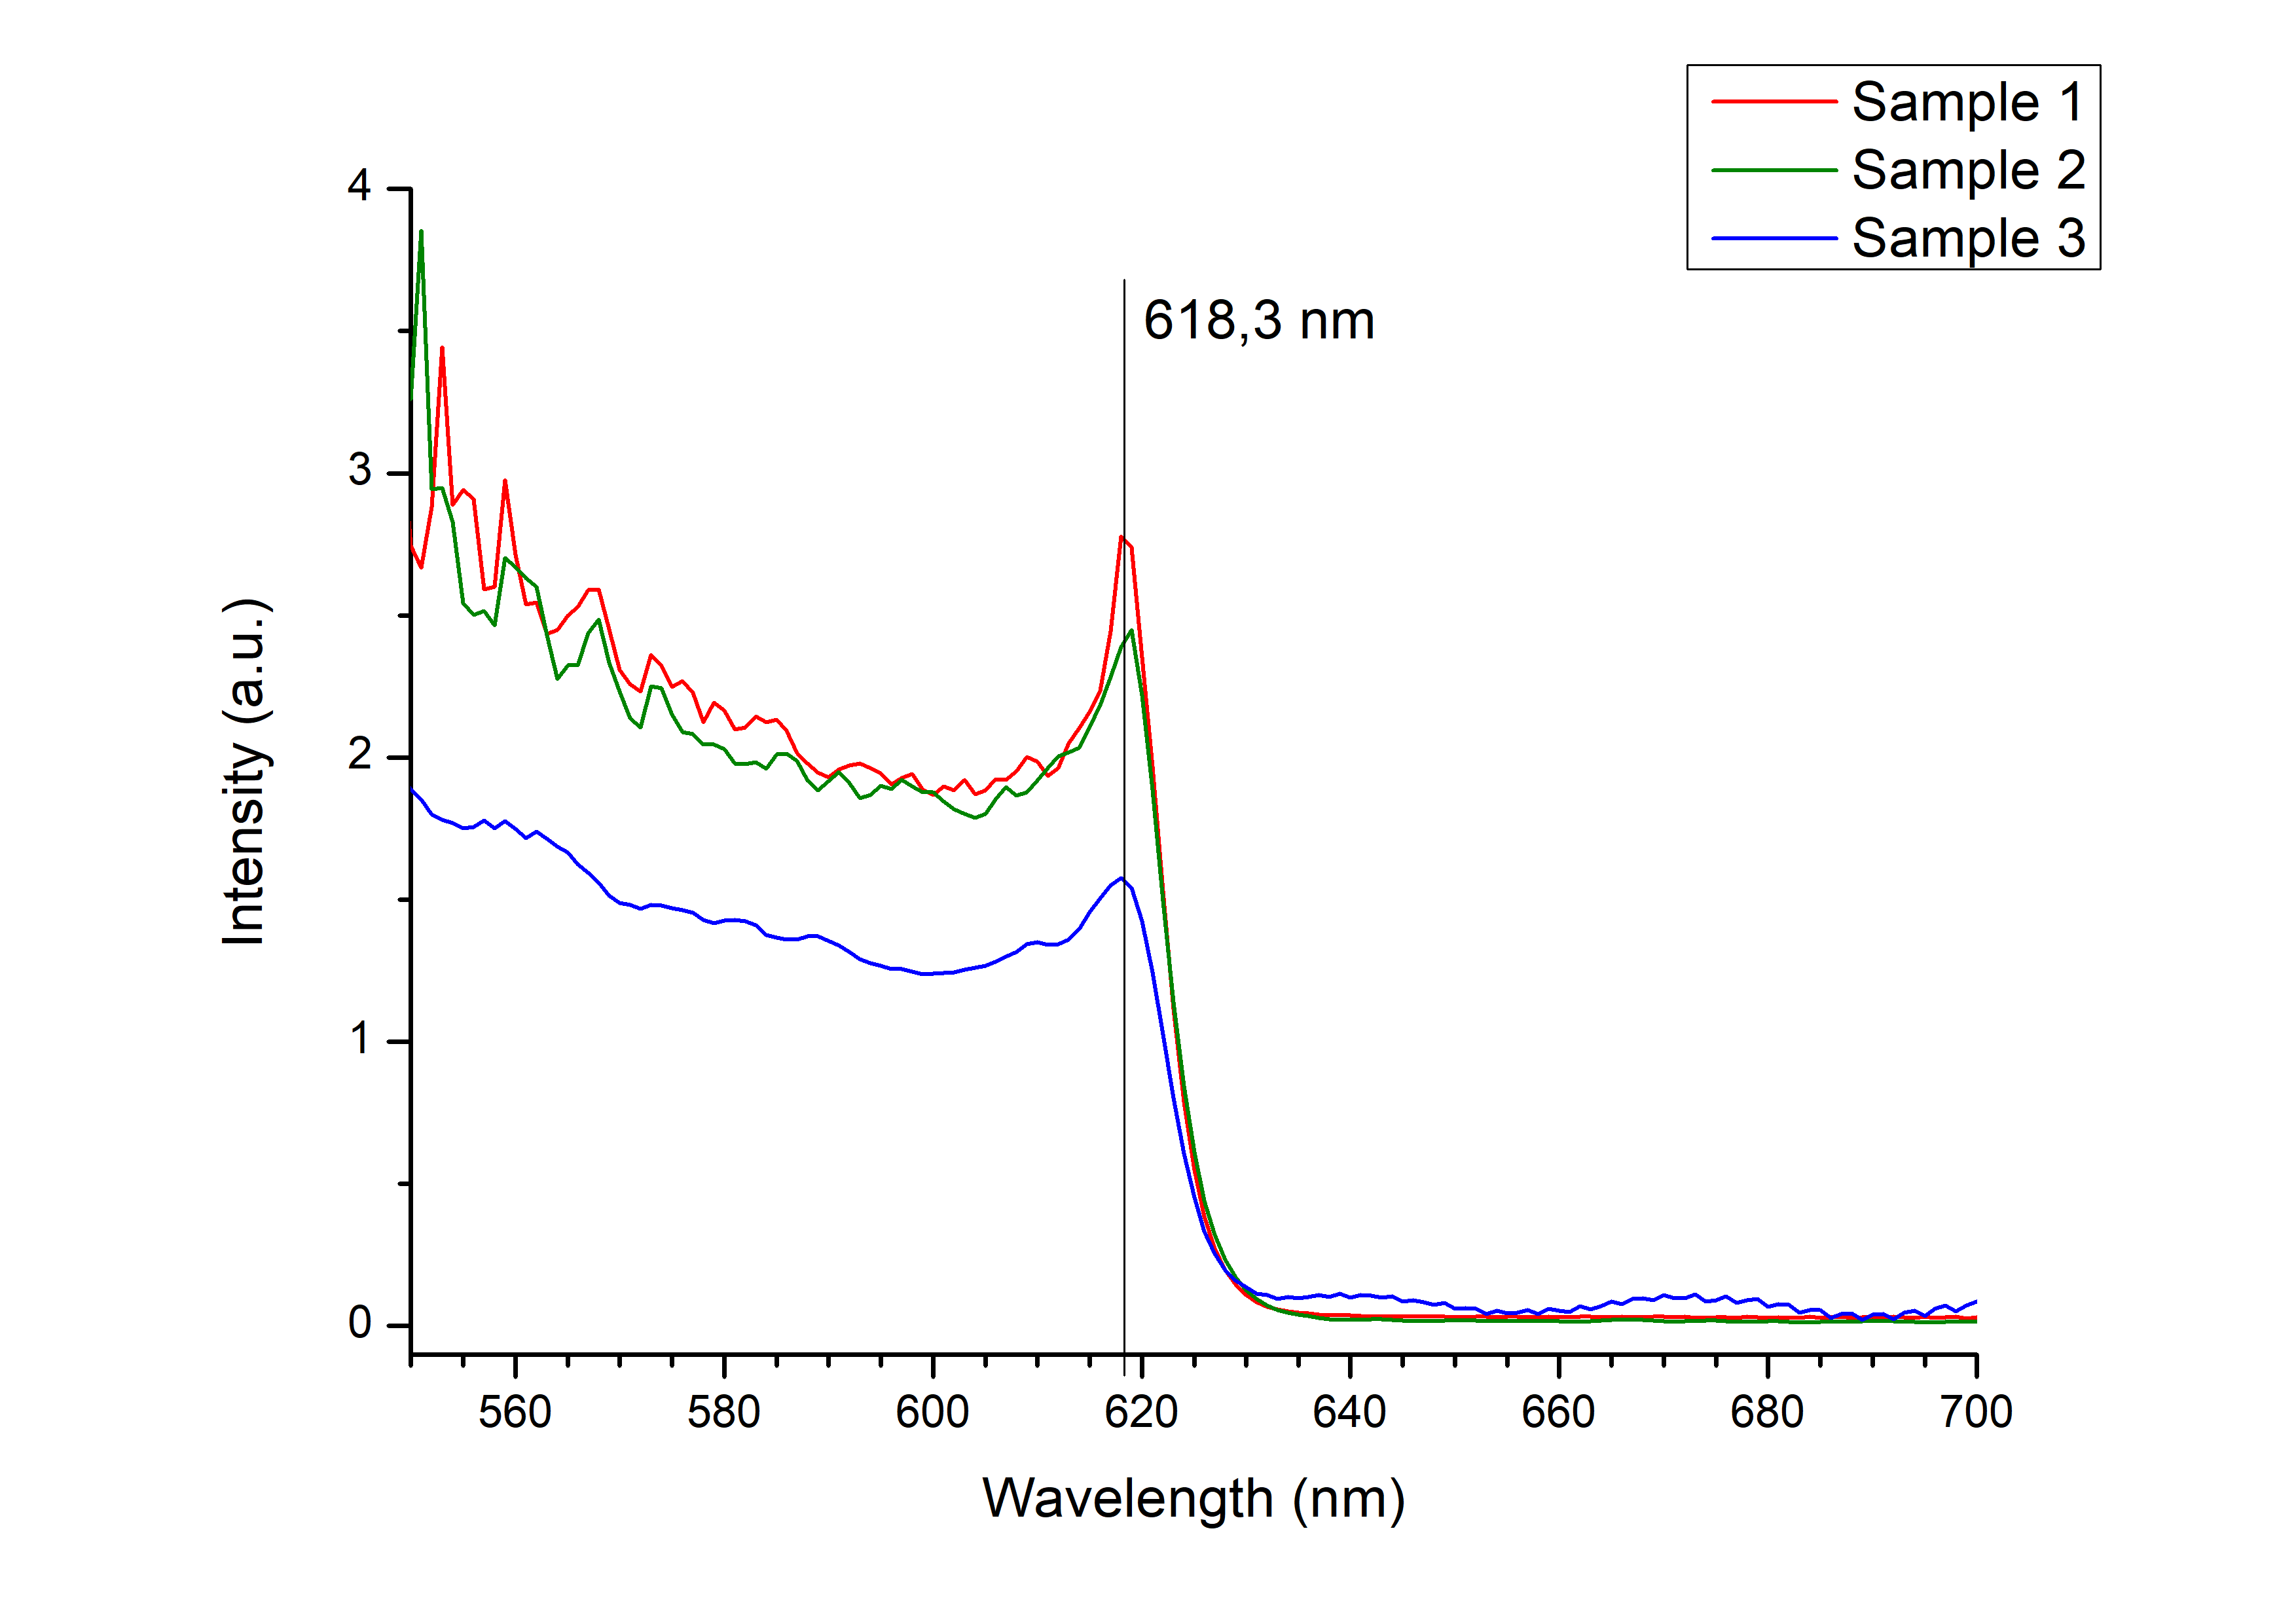 Sample 1
Sample 2
Sample 3
618,3 nm
4
3
2
1
0
Intensity (a.u.)
560 580 600 620 640 660 680 700
Wavelength (nm)